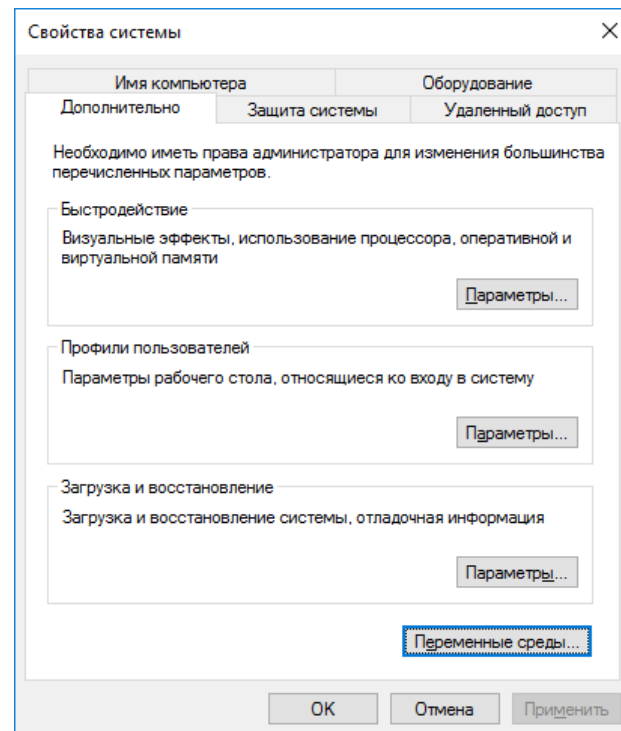 Свойства системы
Имя компьютера
Оборудование
Дополнительно
Защита системы
Удаленный доступ
Необходимо иметь права администратора для изменения большинства
перечисленных параметров.
Быстродействие
Визуальные эффекты, использование процессора, оперативной и
виртуальной памяти
Параметры...
Профили пользователей
Параметры рабочего стола, относящиеся ко входу в систему
Параметры...
Загрузка и восстановление
Загрузка и восстановление системы, отладочная информация
Параметры...
Переменные среды...
OK
Отмена
Применить